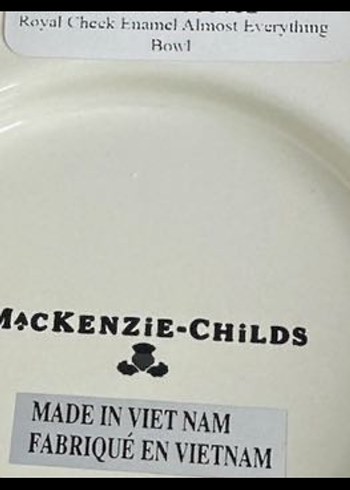 Royal Check Enamel Almost Everything
Bowl
MACKENZiE-CHiLDS
MADE IN VIET NAM
FABRIQUÉ EN VIETNAM